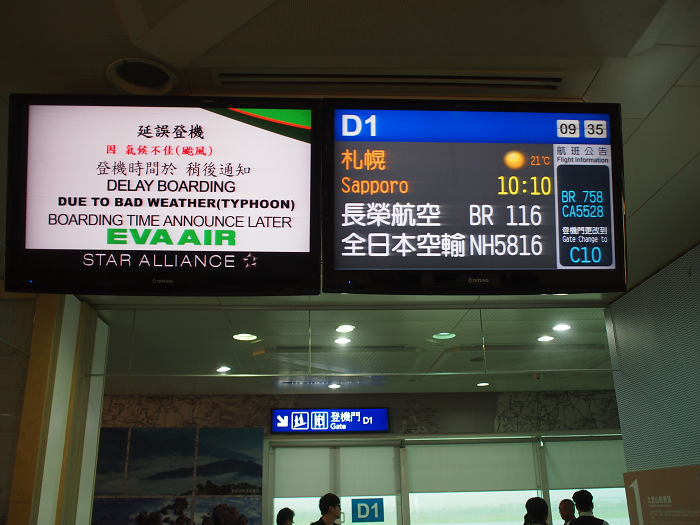 延誤登機
因 氣候不佳(颱風)
登機時間於 稍後通知
DELAY BOARDING
DUE TO BAD WEATHER(TYPHOON)
BOARDING TIME ANNOUNCE LATER
EVA AIR
STAR ALLIANCE
D1
09 35
札幌
21℃
Sapporo
10:10
長榮航空 BR 116
全日本空輸 NH5816
航班公告
Flight Information
BR 758
CA5528
登機門更改到
Gate Change to
C10
登機門
Gate D1
D1
1